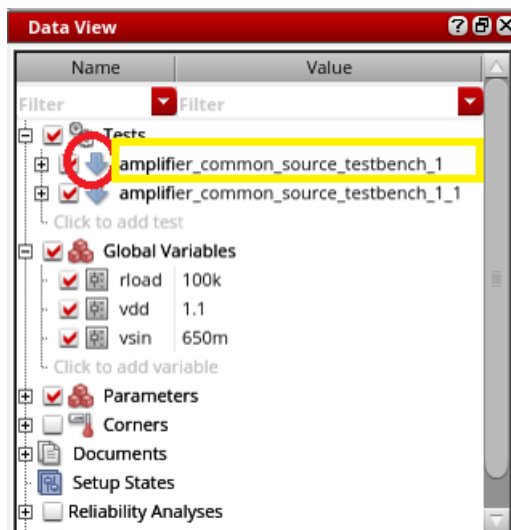 Data View
Name Value
Filter Filter
Tests
amplifier_common_source_testbench_1
amplifier_common_source_testbench_1_1
Click to add test
Global Variables
rload 100k
vdd 1.1
vsin 650m
Click to add variable
Parameters
Corners
Documents
Setup States
Reliability Analyses